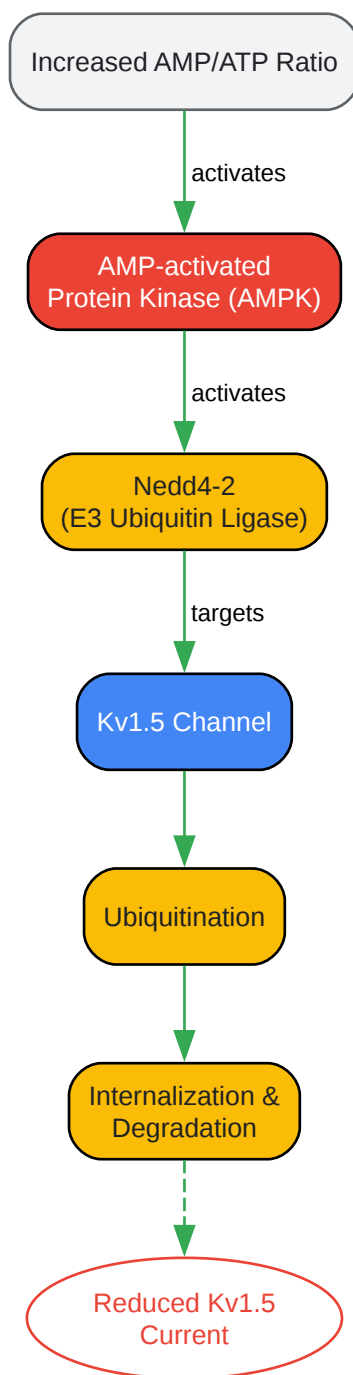 Increased AMP/ATP Ratio
activates
AMP-activated
Protein Kinase (AMPK)
activates
Nedd4-2
(E3 Ubiquitin Ligase)
targets
Kv1.5 Channel
Ubiquitination
Internalization &
Degradation
Reduced Kv1.5
Current